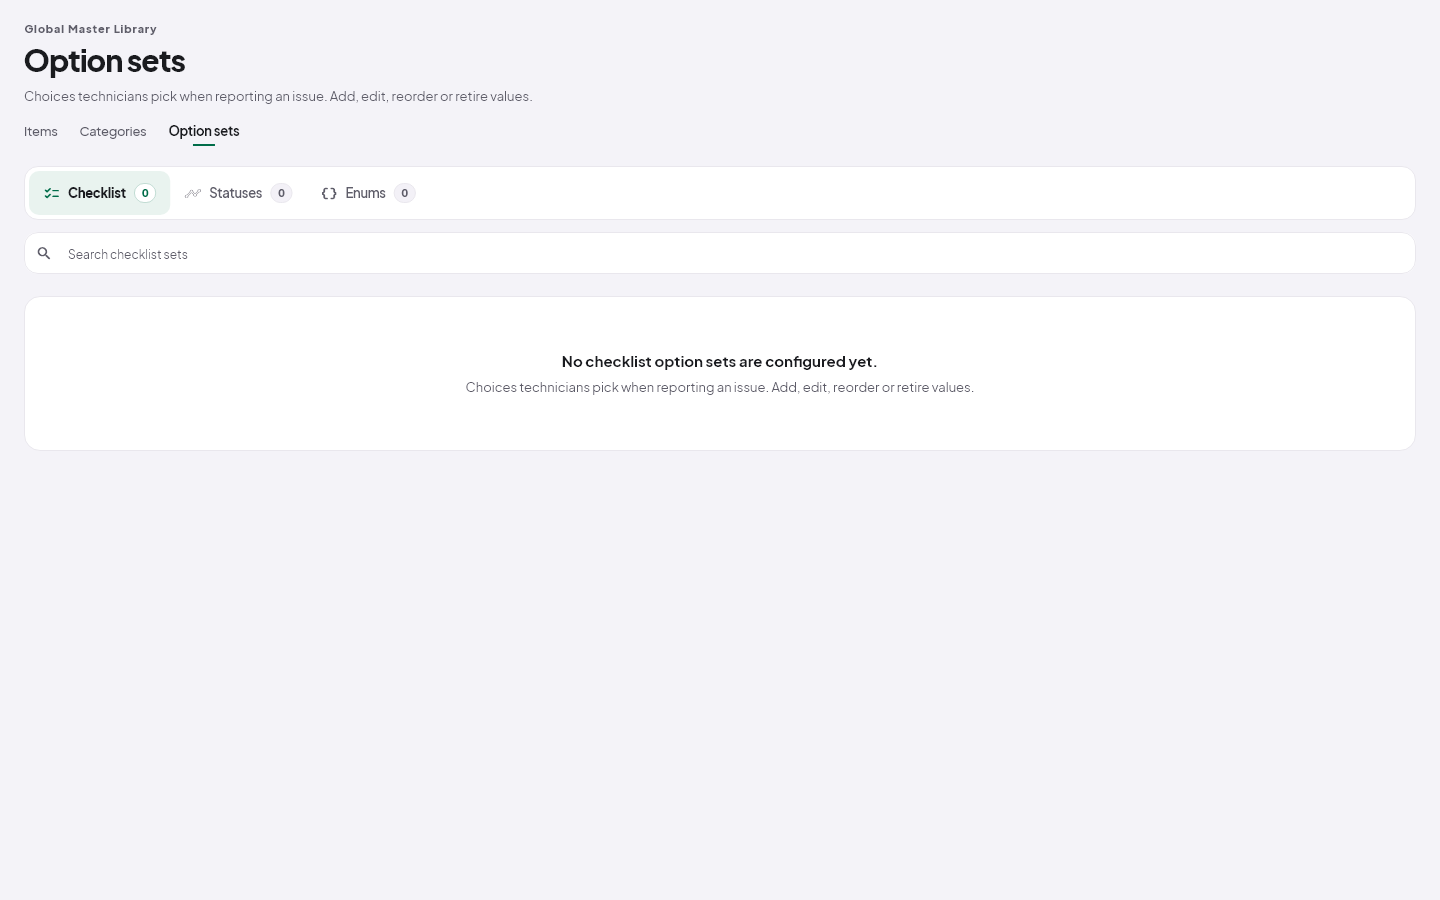 Global Master Library
Option sets
Choices technicians pick when reporting an issue. Add, edit, reorder or retire values.
Items Categories Option sets
Checklist 0 Statuses 0 Enums 0
Search checklist sets
No checklist option sets are configured yet.
Choices technicians pick when reporting an issue. Add, edit, reorder or retire values.